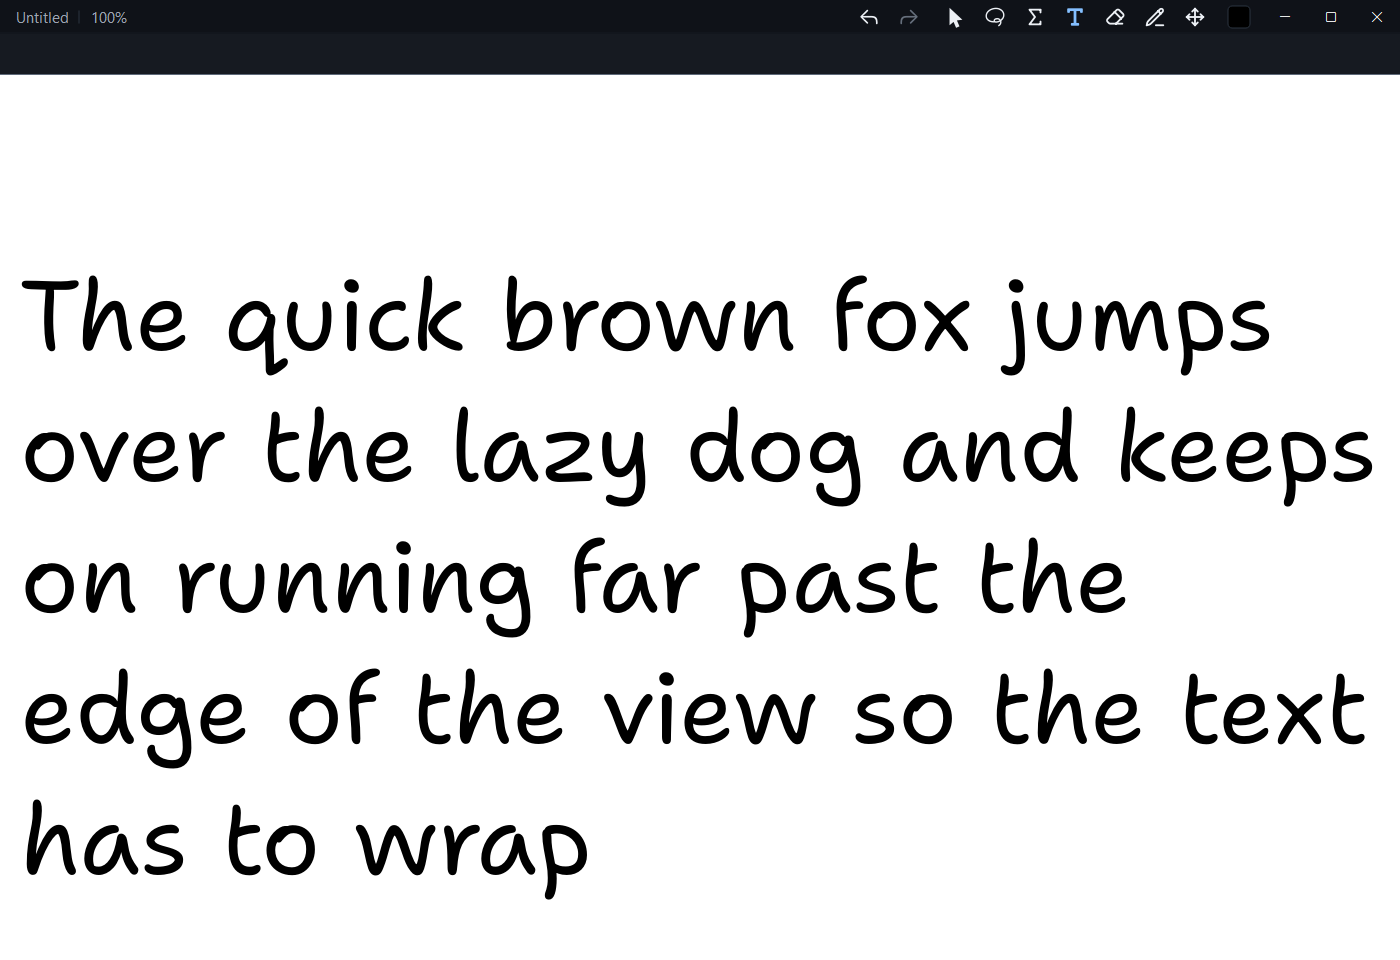 Untitled 100%
The quick brown fox jumps
over the lazy dog and keeps
on running far past the
edge of the view so the text
has to wrap